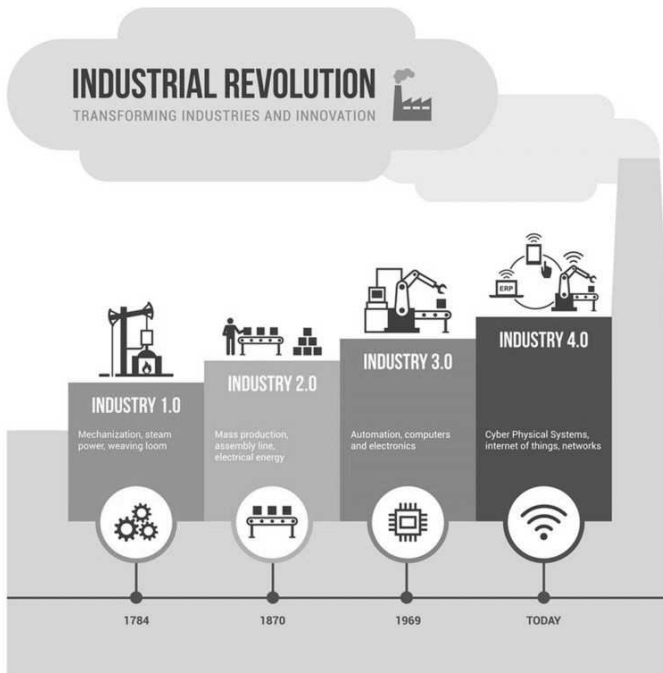 INDUSTRIAL REVOLUTION
TRANSFORMING INDUSTRIES AND INNOVATION
ERP
INDUSTRY 1.0
Mechanization, steam
power, weaving loom
INDUSTRY 2.0
Mass production,
assembly line,
electrical energy
INDUSTRY 3.0
Automation, computers
and electronics
INDUSTRY 4.0
Cyber Physical Systems,
internet of things, networks
1784
1870
1969
TODAY